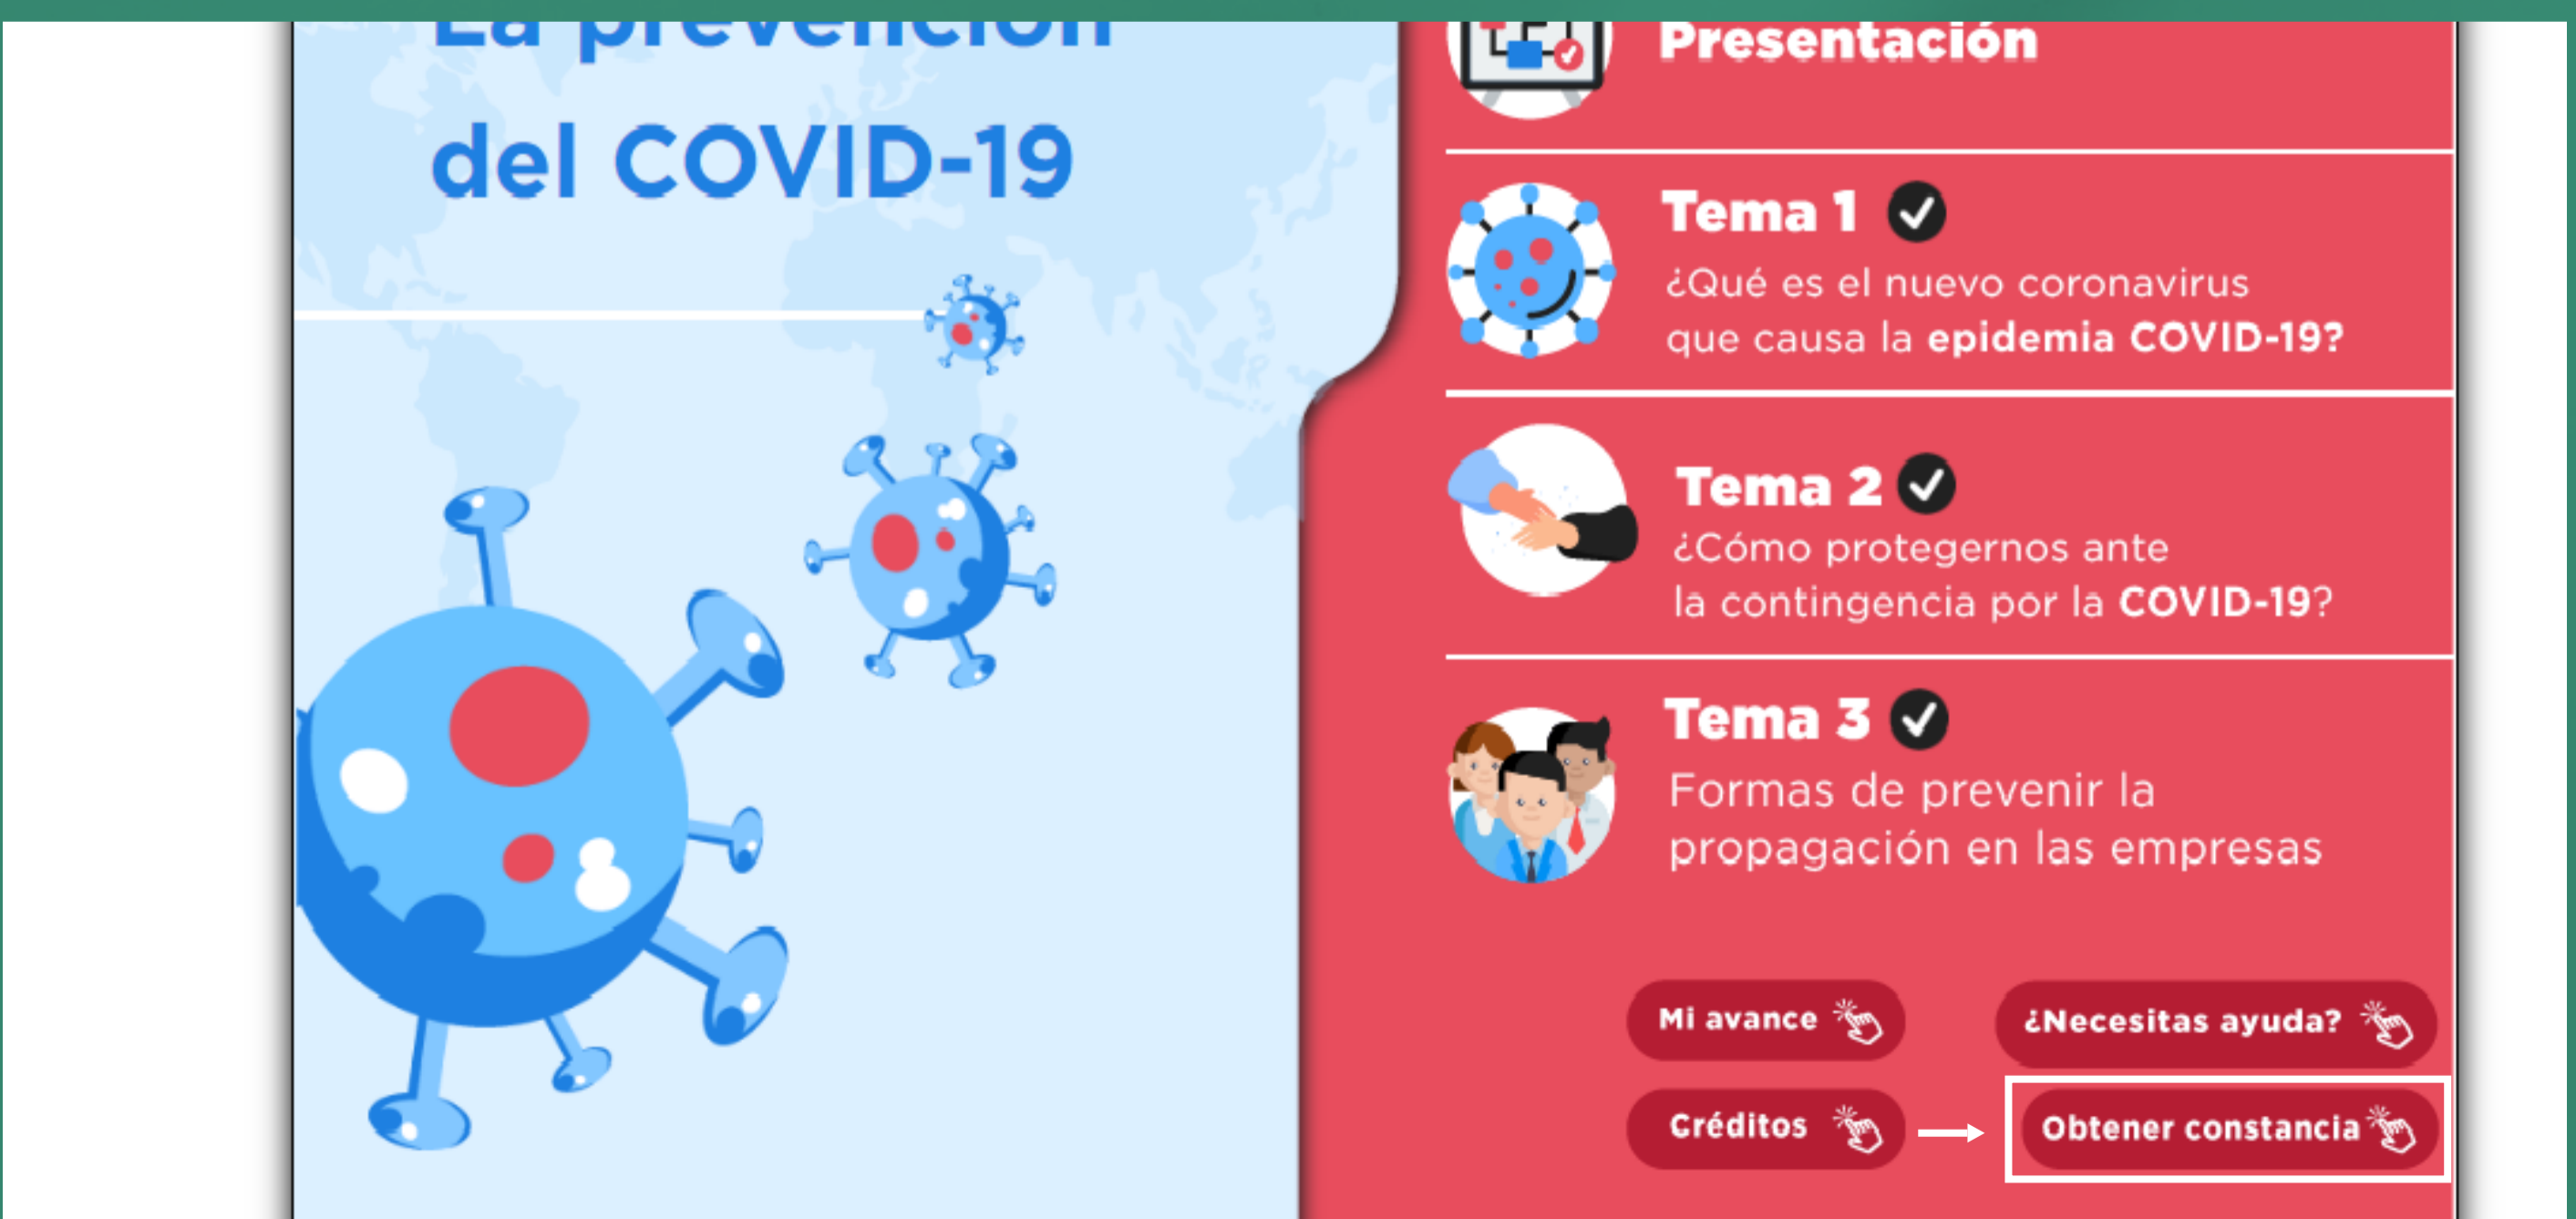 La prevención
del COVID-19
Presentación
Tema 1
¿Qué es el nuevo coronavirus
que causa la epidemia COVID-19?
Tema 2
¿Cómo protegernos ante
la contingencia por la COVID-19?
Tema 3
Formas de prevenir la
propagación en las empresas
Mi avance
¿Necesitas ayuda?
Créditos
Obtener constancia